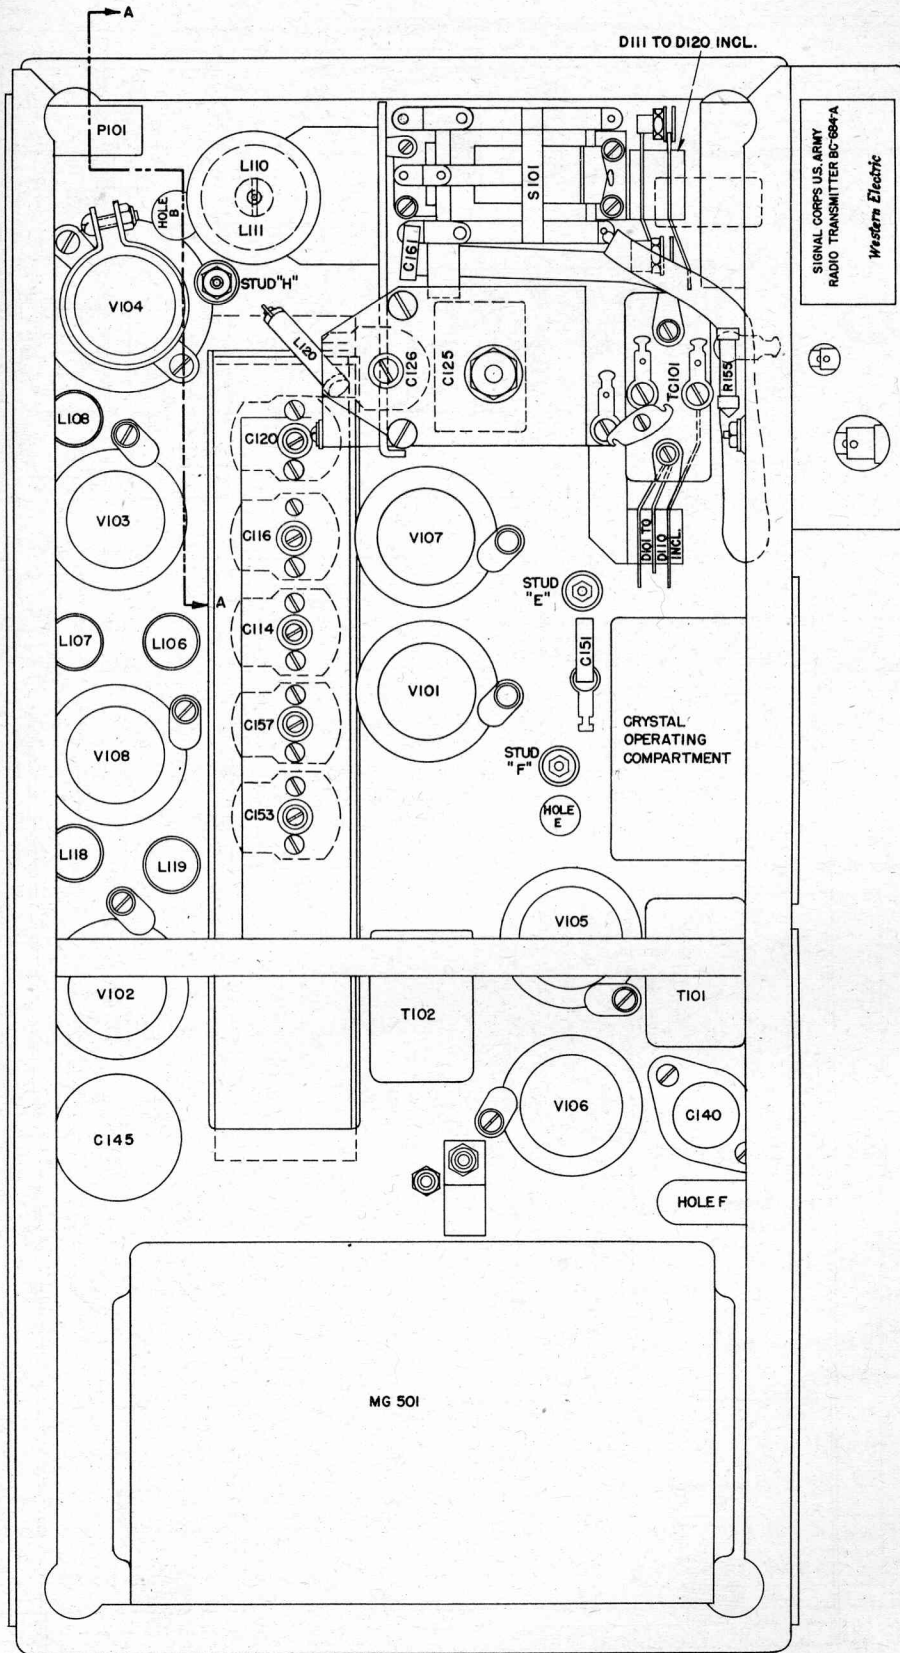 A
D111 TO D120 INCL.
P101
L110
L111
HOLE
B
S101
SIGNAL CORPS U.S. ARMY
RADIO TRANSMITTER BC-684-A
Western Electric
C161
STUD "H"
V104
L120
C126
C125
TC101
R155
L108
C120
V103
C116
V107
D101 TO
D110
INCL.
STUD
"E"
A
L107
L106
C114
C151
V101
C157
V108
CRYSTAL
OPERATING
COMPARTMENT
STUD
"F"
C153
HOLE
E
L118
L119
V105
V102
T102
T101
V106
C140
C145
HOLE F
MG 501